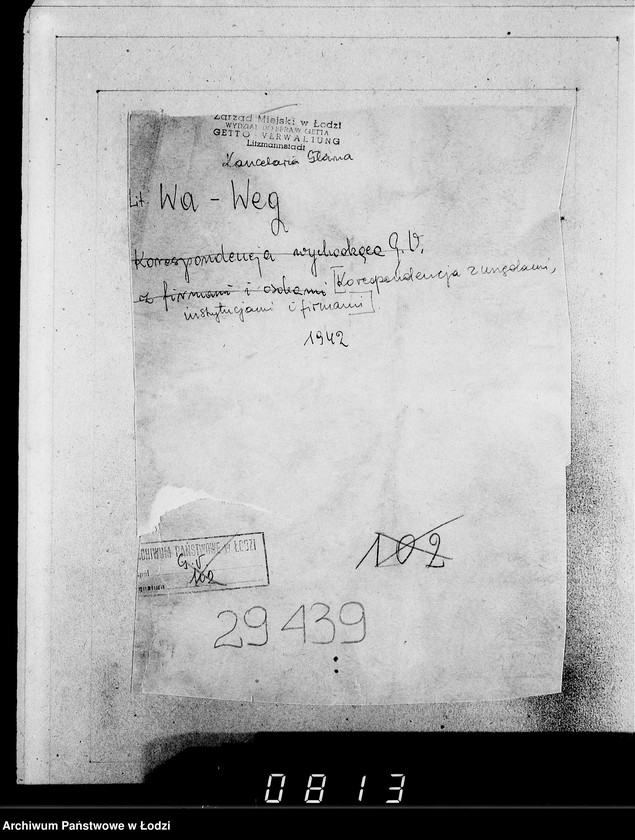 Zarząd Miejski w Łodzi
WYDZIAŁ DO SPRAW GETTA
GETTO - VERWALTUNG
Litzmannstadt
Kancelaria Główna
Lit. Wa - Weg
Korespondencja wychodząca G.V.
z firmami i osobami [Korespondencja z urzędami,
instytucjami i firmami]
1942
ARCHIWUM PAŃSTWOWE W ŁODZI
G.V
102
102
29439
0813
Archiwum Państwowe w Łodzi